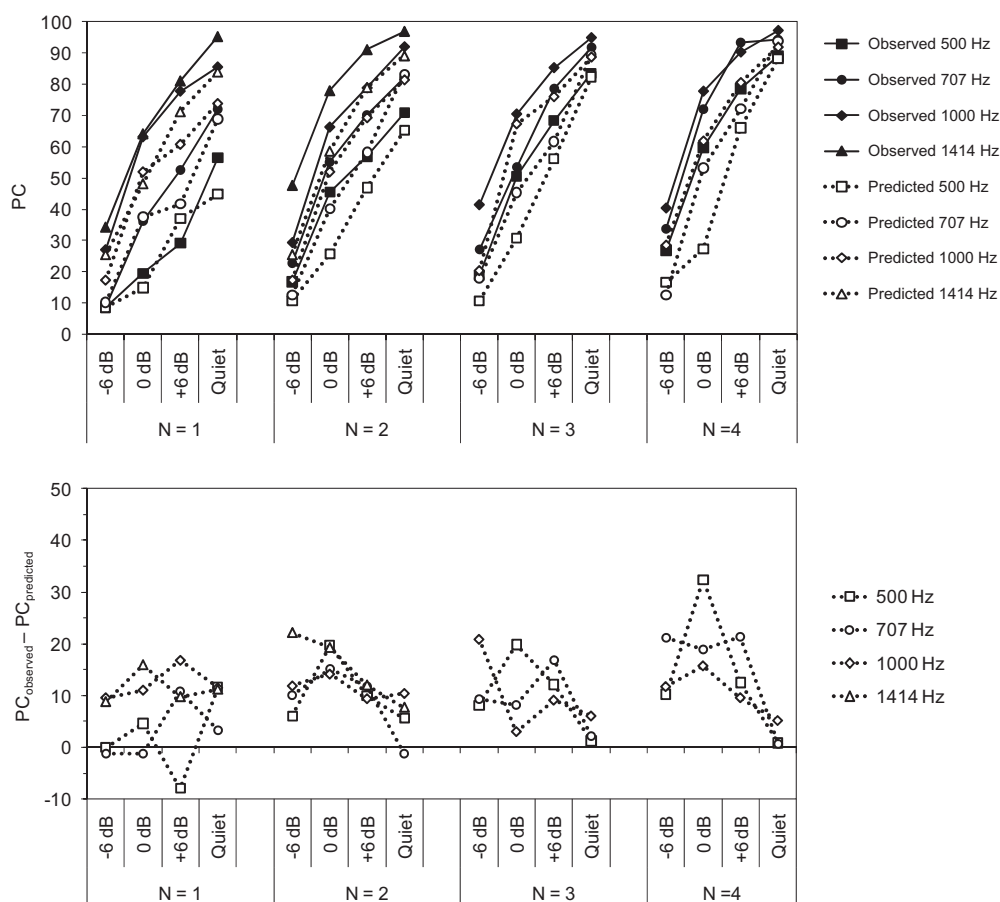 100
90
80
70
60
50
40
30
20
10
0
PC
-6 dB 0 dB +6 dB Quiet -6 dB 0 dB +6 dB Quiet -6 dB 0 dB +6 dB Quiet -6 dB 0 dB +6 dB Quiet
N = 1 N = 2 N = 3 N =4
Observed 500 Hz
Observed 707 Hz
Observed 1000 Hz
Observed 1414 Hz
Predicted 500 Hz
Predicted 707 Hz
Predicted 1000 Hz
Predicted 1414 Hz
50
40
30
20
10
0
-10
PCobserved – PCpredicted
-6 dB 0 dB +6 dB Quiet -6 dB 0 dB +6 dB Quiet -6 dB 0 dB +6 dB Quiet -6 dB 0 dB +6 dB Quiet
N = 1 N = 2 N = 3 N =4
500 Hz
707 Hz
1000 Hz
1414 Hz